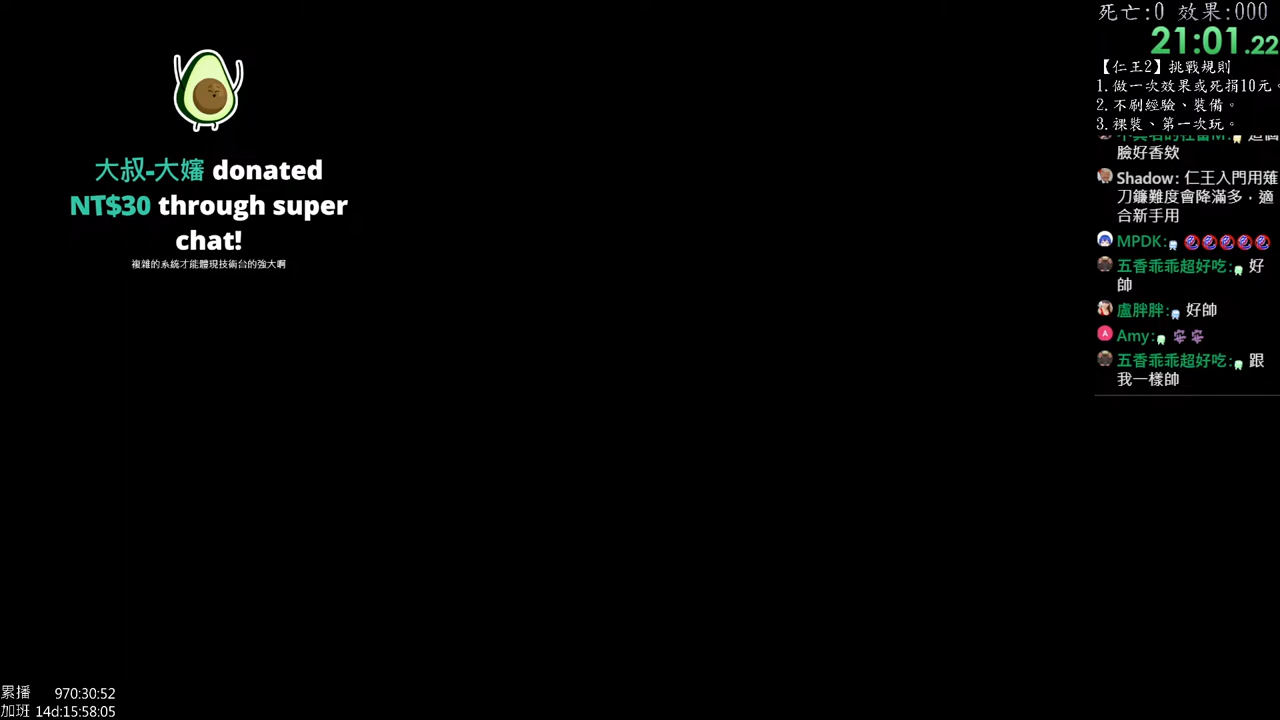 死亡:0 效果:000
21:01.22
【仁王2】挑戰規則
1.做一次效果或死捐10元。
2.不刷經驗、裝備。
3.裸裝、第一次玩。
大叔-大嬸 donated
NT$30 through super
chat!
複雜的系統才能體現技術台的強大啊
臉好香欸
Shadow: 仁王入門用薙
刀鐮難度會降滿多，適
合新手用
MPDK:
五香乖乖超好吃: 好
帥
盧胖胖: 好帥
Amy:
五香乖乖超好吃: 跟
我一樣帥
累播 970:30:52
加班 14d:15:58:05